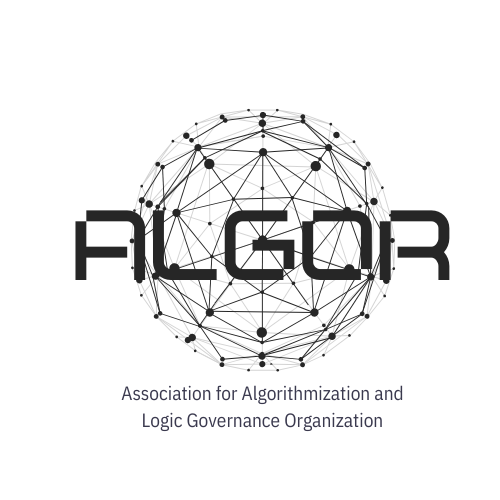 ALGOR
Association for Algorithmization and
Logic Governance Organization